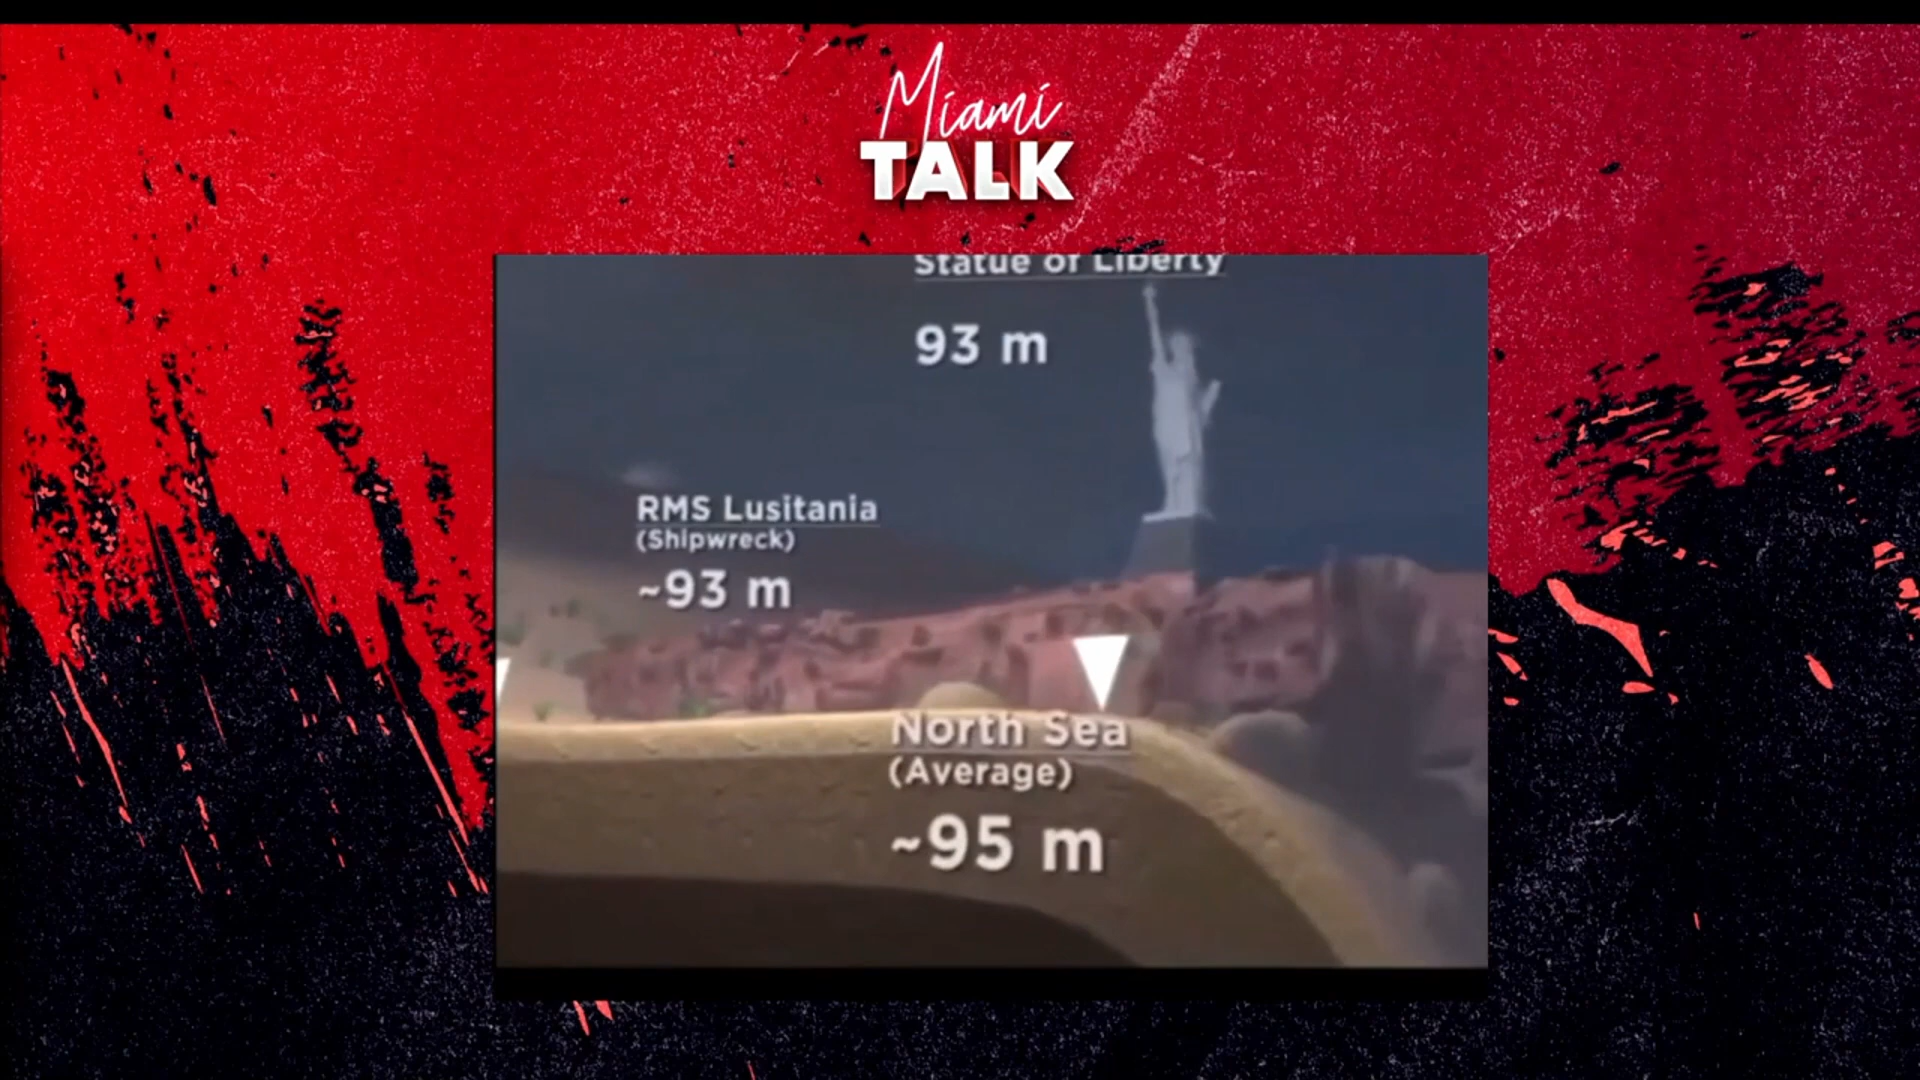 Miami
TALK
Statue of Liberty
93 m
RMS Lusitania
(Shipwreck)
~93 m
North Sea
(Average)
~95 m